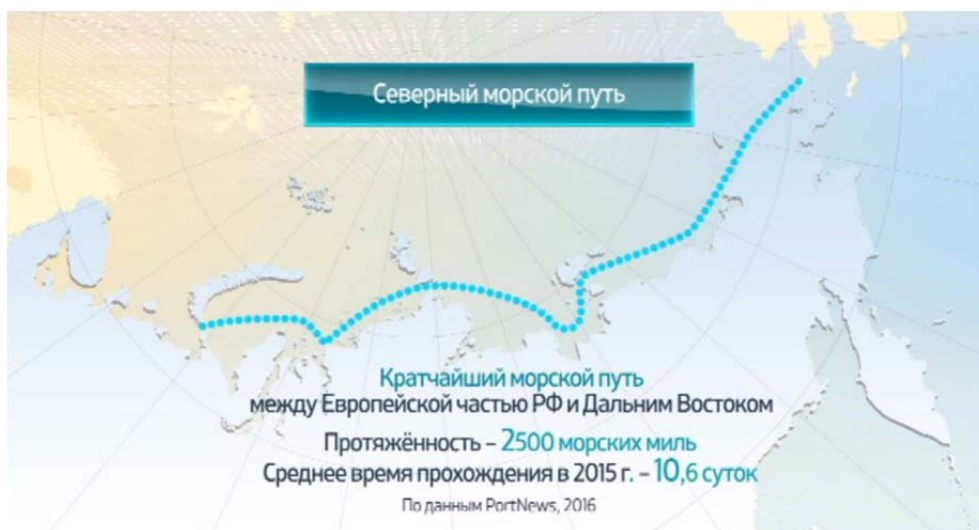 Северный морской путь
Кратчайший морской путь
между Европейской частью РФ и Дальним Востоком
Протяжённость – 2500 морских миль
Среднее время прохождения в 2015 г. – 10,6 суток
По данным PortNews, 2016